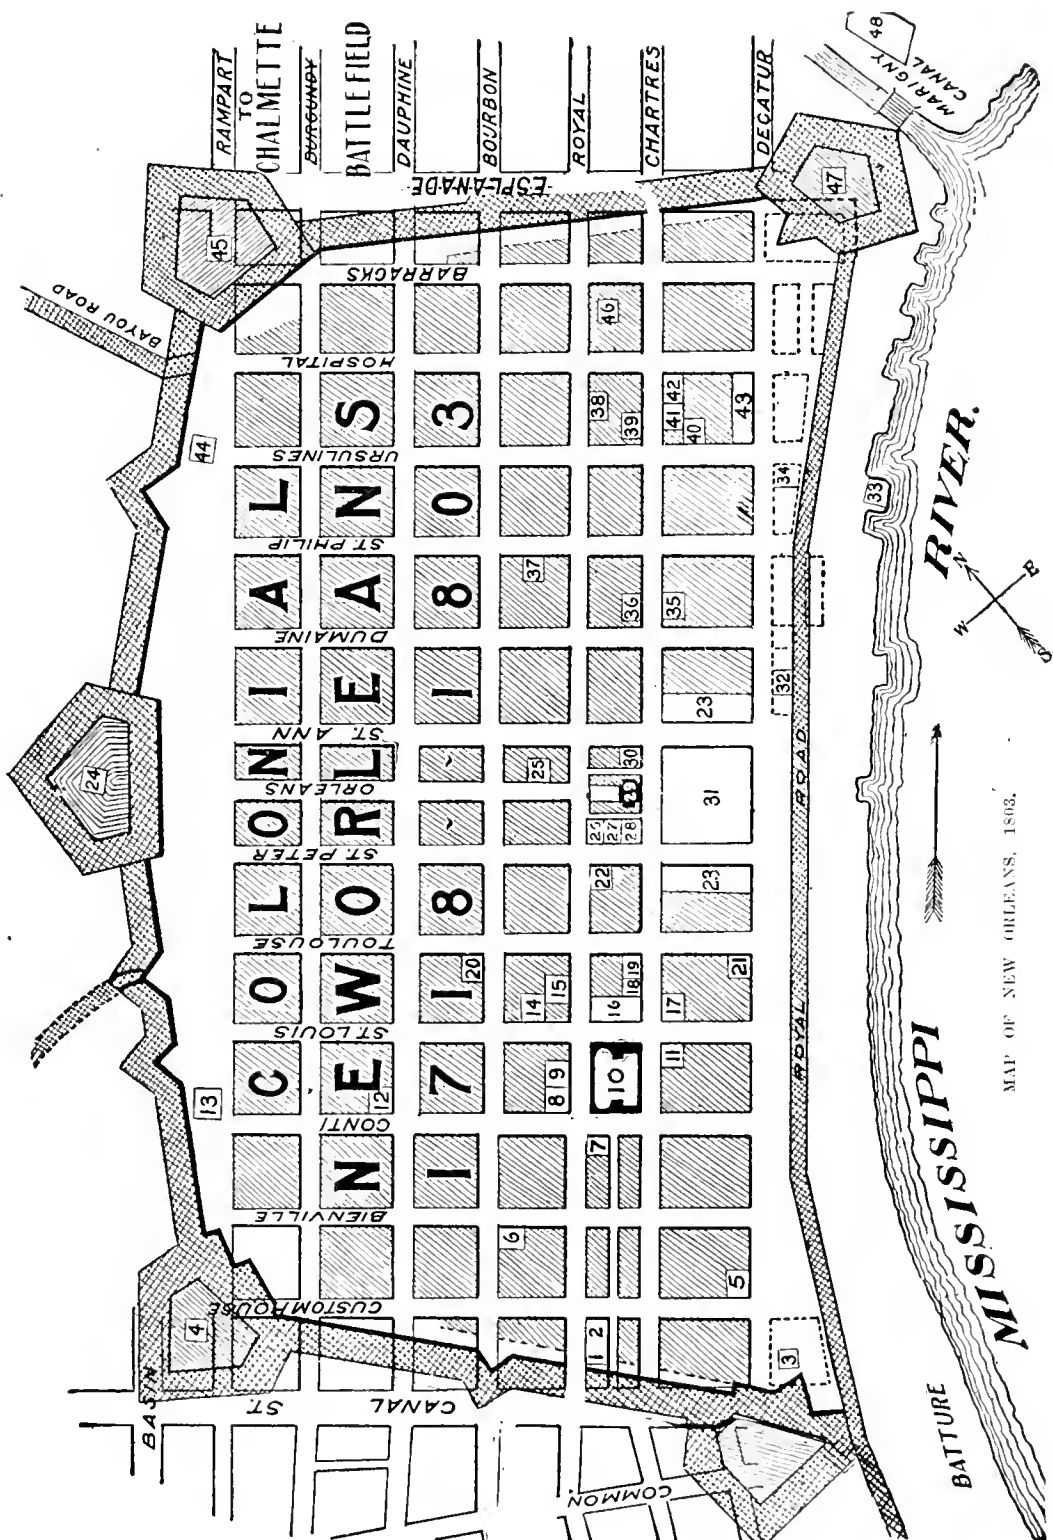 RAMPART
TO
CHALMETTE
BURGUNDY
BATTLEFIELD
DAUPHINE
BOURBON
ROYAL
CHARTRES
DECATUR
MARIGNY
CANAL
48
BAYOU ROAD
45
ESPLANADE
47
BARRACKS
46
HOSPITAL
44
38
39
41
42
40
43
URSULINES
34
33
ST. PHILIP
37
36
35
DUMAINE
32
23
ST. ANN
24
25
30
ORLEANS
31
26
27
28
ST. PETER
22
23
TOULOUSE
20
14
15
16
18
19
17
21
ST. LOUIS
13
12
8
9
10
11
CONTI
7
BIENVILLE
6
5
CUSTOMHOUSE
4
1
2
3
BASIN
ST.
CANAL
COMMON
COLONIAL
NEW ORLEANS
1718 - - 1803
ROYAL ROAD
BATTURE
MISSISSIPPI RIVER.
N
E
W
S
MAP OF NEW ORLEANS, 1803.